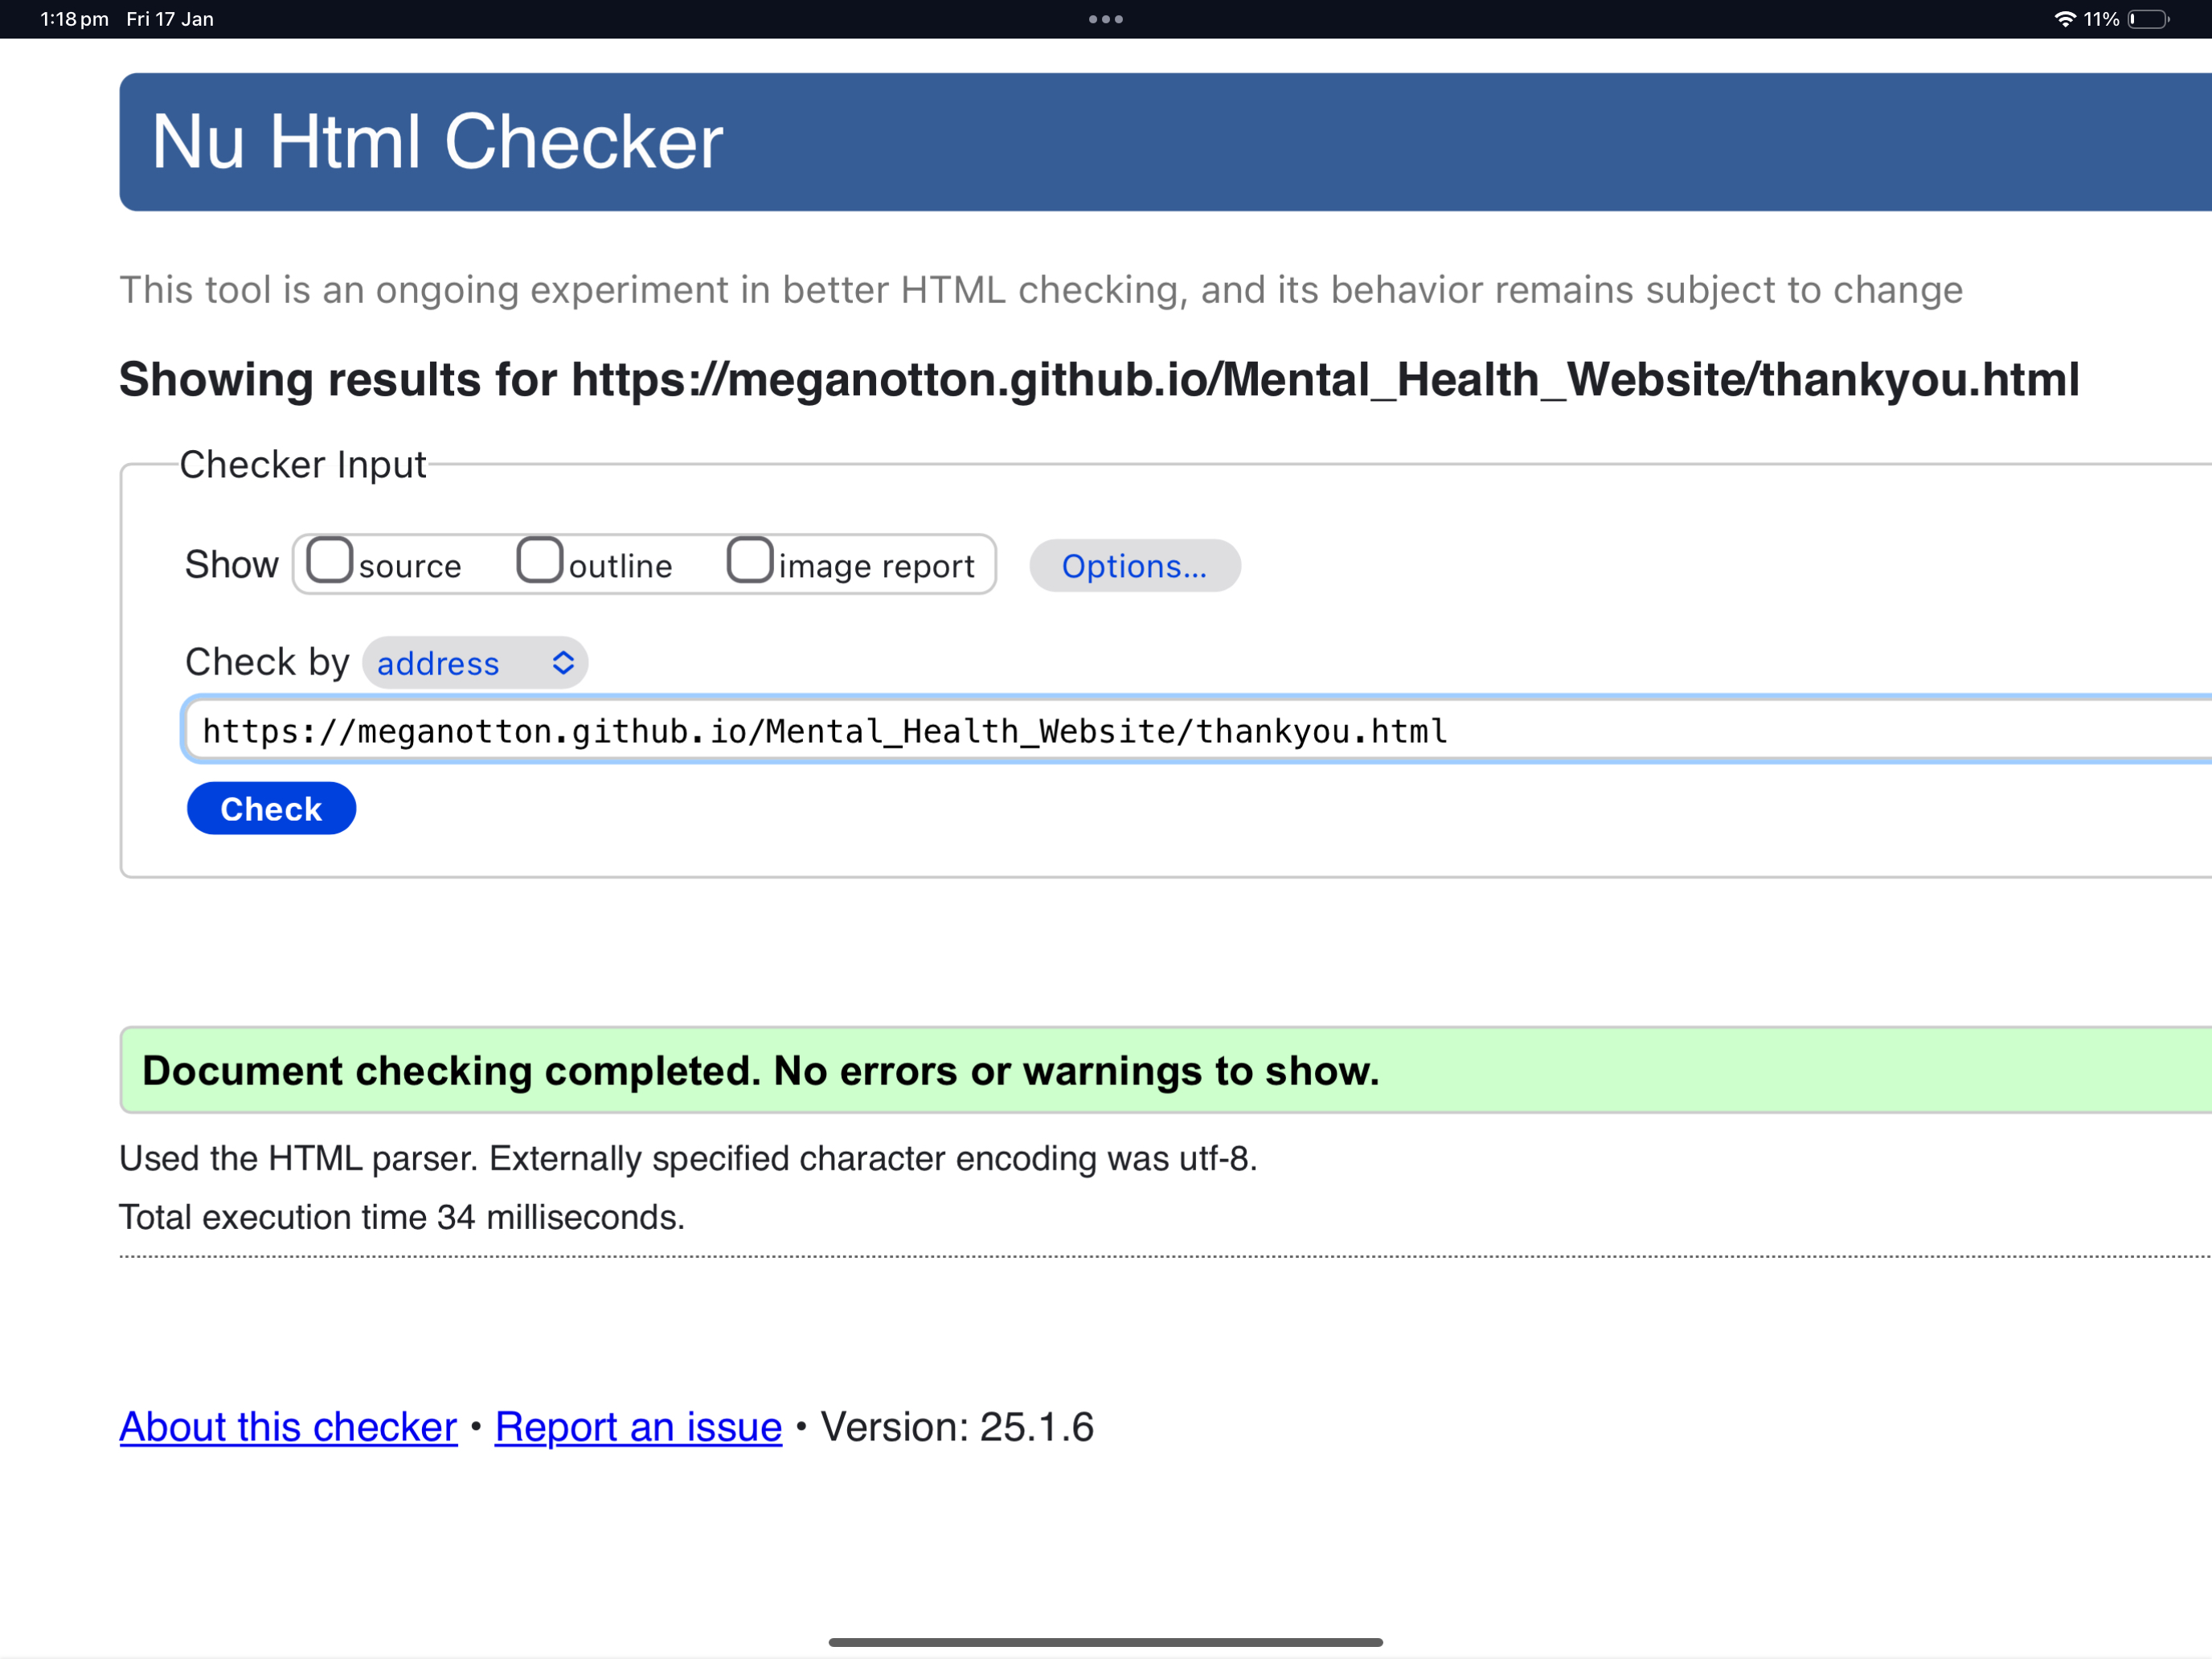 1:18 pm Fri 17 Jan 11%
Nu Html Checker
This tool is an ongoing experiment in better HTML checking, and its behavior remains subject to change
Showing results for https://meganotton.github.io/Mental_Health_Website/thankyou.html
Checker Input
Show source outline image report Options...
Check by address
https://meganotton.github.io/Mental_Health_Website/thankyou.html
Check
Document checking completed. No errors or warnings to show.
Used the HTML parser. Externally specified character encoding was utf-8.
Total execution time 34 milliseconds.
About this checker • Report an issue • Version: 25.1.6